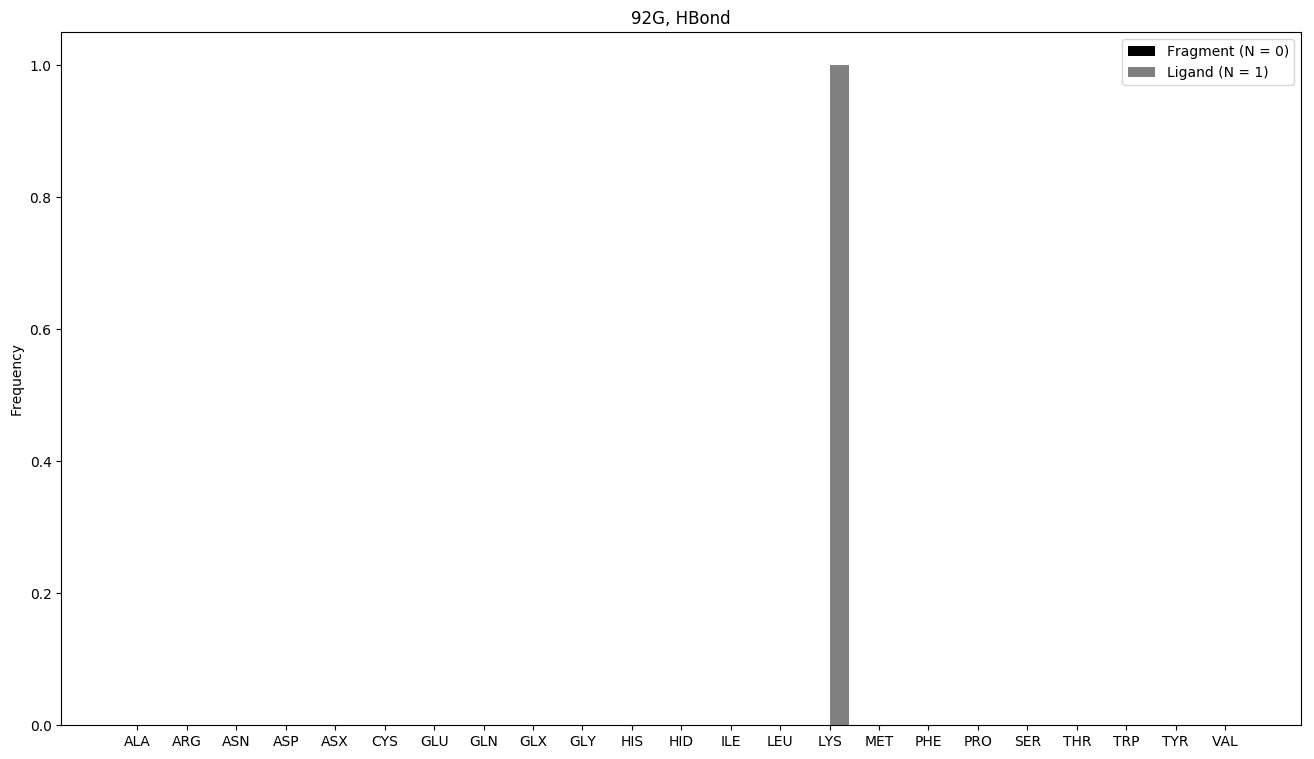 92G, HBond
Fragment (N = 0)
Ligand (N = 1)
1.0
0.8
0.6
0.4
0.2
0.0
Frequency
ALA ARG ASN ASP ASX CYS GLU GLN GLX GLY HIS HID ILE LEU LYS MET PHE PRO SER THR TRP TYR VAL